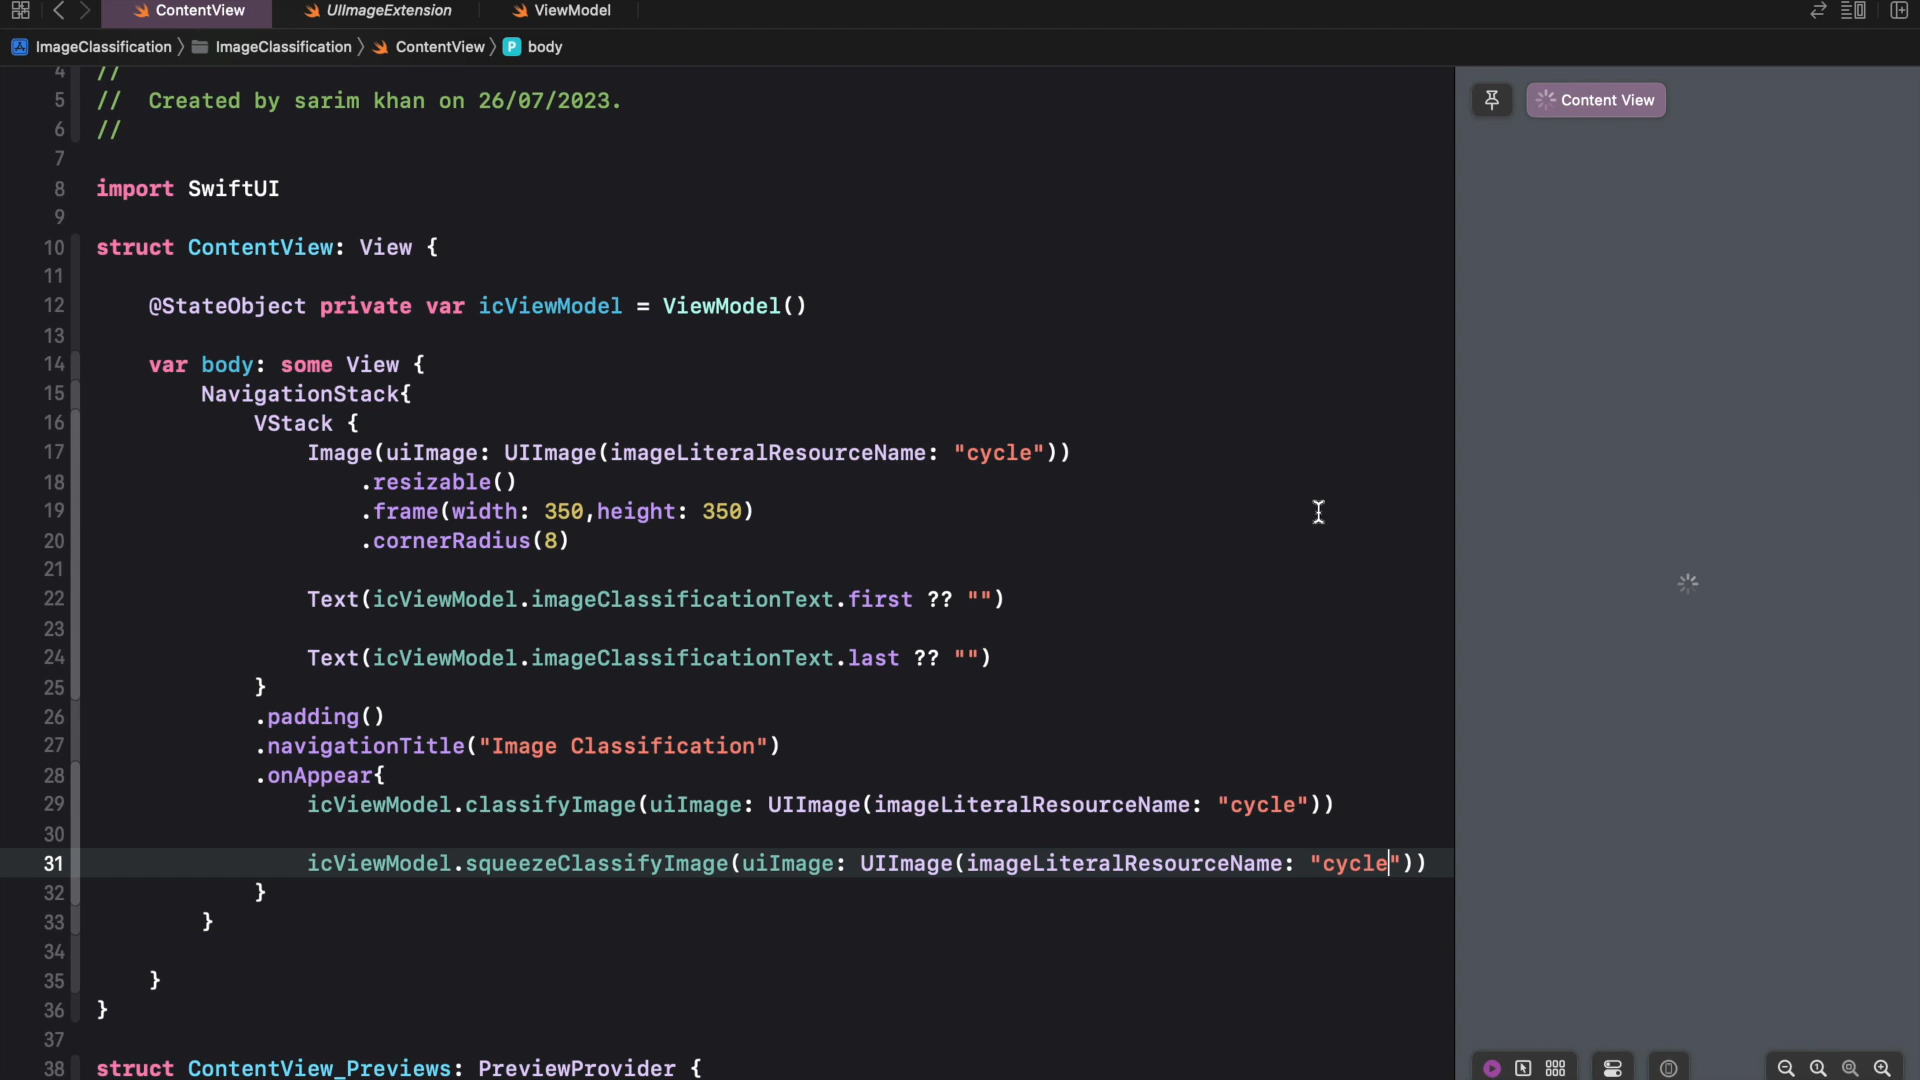 ContentView UIImageExtension ViewModel
ImageClassification ImageClassification ContentView P body
4 //
5 // Created by sarim khan on 26/07/2023.
6 //
7
8 import SwiftUI
9
10 struct ContentView: View {
11
12 @StateObject private var icViewModel = ViewModel()
13
14 var body: some View {
15 NavigationStack{
16 VStack {
17 Image(uiImage: UIImage(imageLiteralResourceName: "cycle"))
18 .resizable()
19 .frame(width: 350,height: 350)
20 .cornerRadius(8)
21
22 Text(icViewModel.imageClassificationText.first ?? "")
23
24 Text(icViewModel.imageClassificationText.last ?? "")
25 }
26 .padding()
27 .navigationTitle("Image Classification")
28 .onAppear{
29 icViewModel.classifyImage(uiImage: UIImage(imageLiteralResourceName: "cycle"))
30
31 icViewModel.squeezeClassifyImage(uiImage: UIImage(imageLiteralResourceName: "cycle"))
32 }
33 }
34
35 }
36 }
37
38 struct ContentView_Previews: PreviewProvider {
Content View